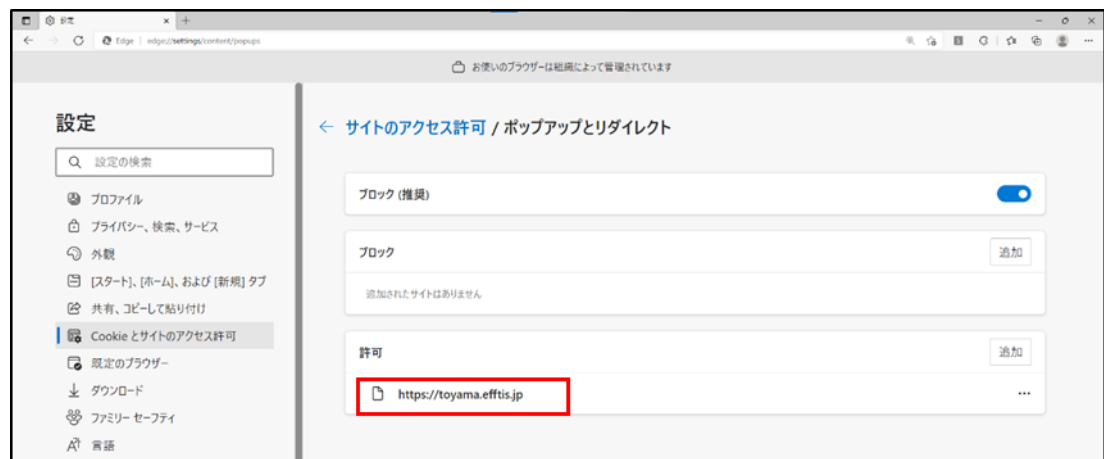 設定
Edge | edge://settings/content/popups
お使いのブラウザーは組織によって管理されています
設定
設定の検索
プロファイル
プライバシー、検索、サービス
外観
[スタート]、[ホーム]、および [新規] タブ
共有、コピーして貼り付け
Cookie とサイトのアクセス許可
既定のブラウザー
ダウンロード
ファミリー セーフティ
言語
サイトのアクセス許可 / ポップアップとリダイレクト
ブロック (推奨)
ブロック
追加
追加されたサイトはありません
許可
追加
https://toyama.efftis.jp